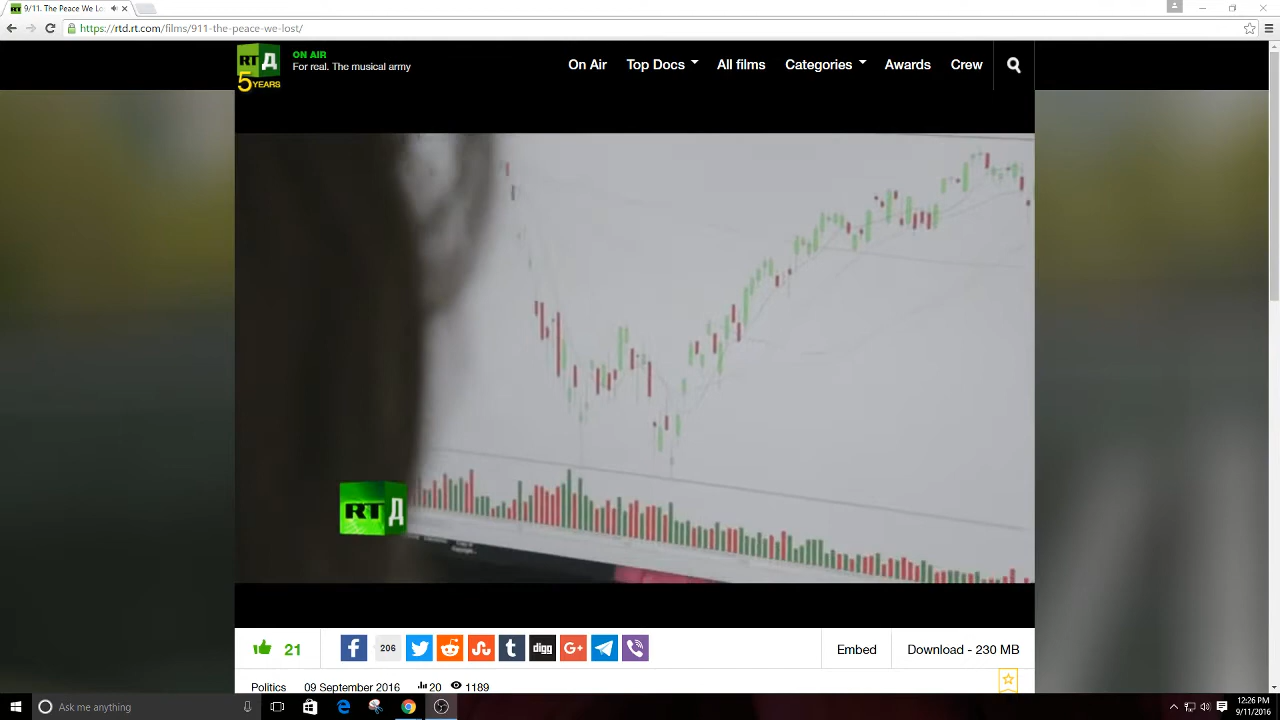 9/11. The Peace We Los
https://rtd.rt.com/films/911-the-peace-we-lost/
RT Д
5 YEARS
ON AIR
For real. The musical army
On Air
Top Docs
All films
Categories
Awards
Crew
RT Д
21
f
206
t
digg
G+
Embed
Download - 230 MB
Politics
09 September 2016
20
1189
Ask me anything
12:26 PM
9/11/2016